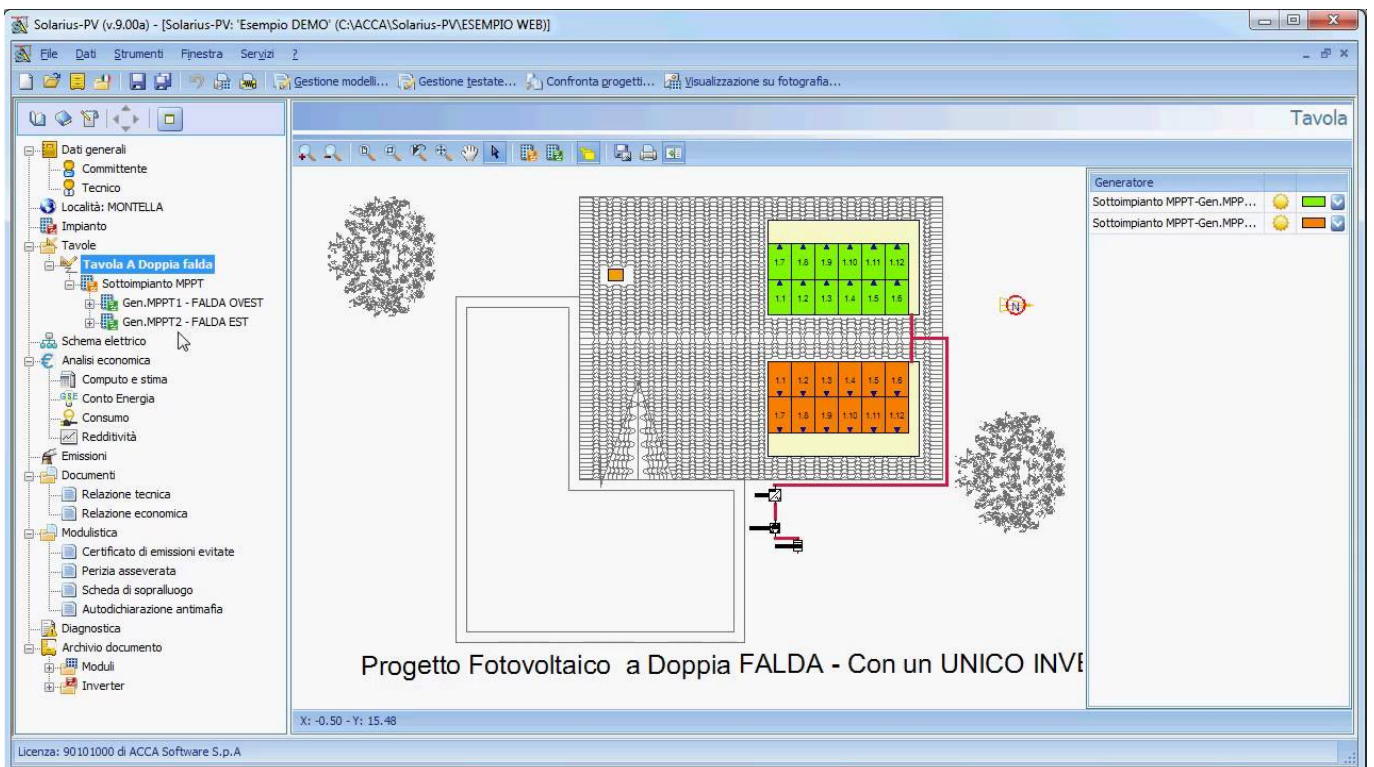 Solarius-PV (v.9.00a) - [Solarius-PV: 'Esempio DEMO' (C:\ACCA\Solarius-PV\ESEMPIO WEB)]
File Dati Strumenti Finestra Servizi ?
Gestione modelli... Gestione testate... Confronta progetti... Visualizzazione su fotografia...
Tavola
Dati generali
Committente
Tecnico
Località: MONTELLA
Impianto
Tavole
Tavola A Doppia falda
Sottoimpianto MPPT
Gen.MPPT1 - FALDA OVEST
Gen.MPPT2 - FALDA EST
Schema elettrico
Analisi economica
Computo e stima
GSE Conto Energia
Consumo
Redditività
Emissioni
Documenti
Relazione tecnica
Relazione economica
Modulistica
Certificato di emissioni evitate
Perizia asseverata
Scheda di sopralluogo
Autodichiarazione antimafia
Diagnostica
Archivio documento
Moduli
Inverter
1.7 1.8 1.9 1.10 1.11 1.12
1.1 1.2 1.3 1.4 1.5 1.6
N
1.1 1.2 1.3 1.4 1.5 1.6
1.7 1.8 1.9 1.10 1.11 1.12
Progetto Fotovoltaico a Doppia FALDA - Con un UNICO INVE
Generatore
Sottoimpianto MPPT-Gen.MPP...
Sottoimpianto MPPT-Gen.MPP...
X: -0.50 - Y: 15.48
Licenza: 90101000 di ACCA Software S.p.A